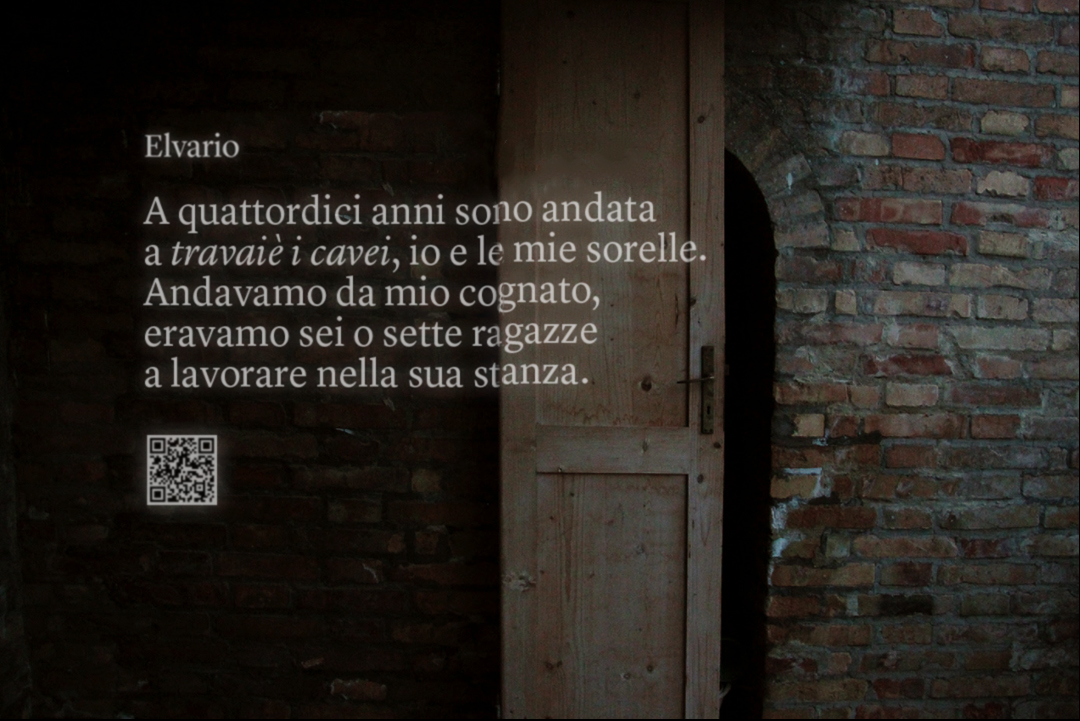 Elvario
A quattordici anni sono andata
a travaiè i cavei, io e le mie sorelle.
Andavamo da mio cognato,
eravamo sei o sette ragazze
a lavorare nella sua stanza.